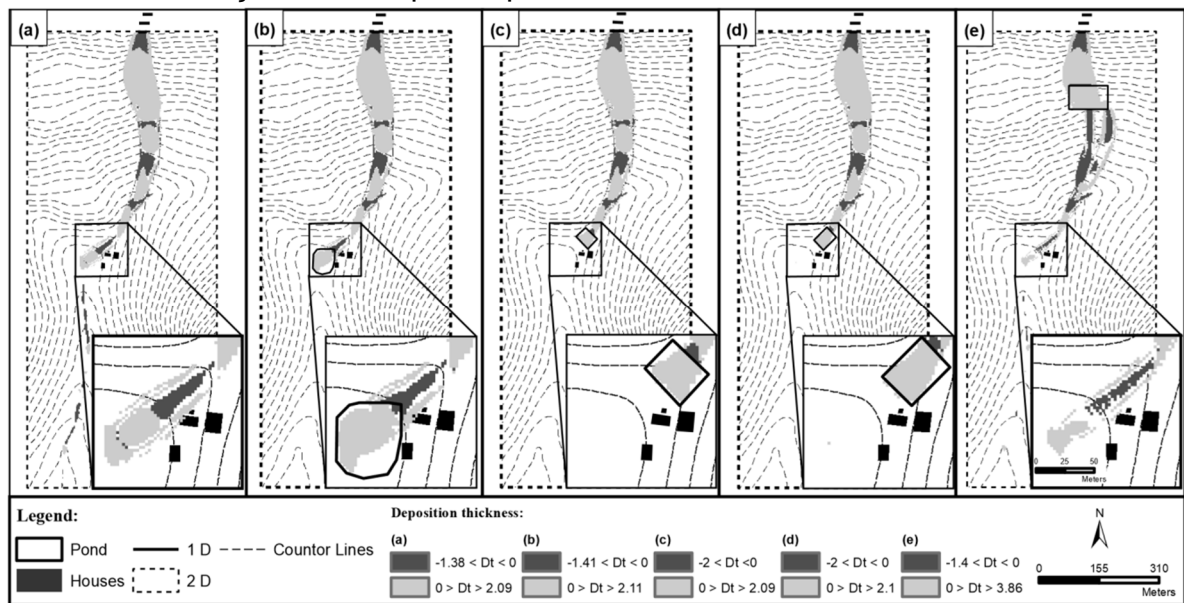 (a) (b) (c) (d) (e)
0 25 50
Meters
Legend:
Pond 1 D Countor Lines
Houses 2 D
Deposition thickness:
(a) (b) (c) (d) (e)
-1.38 < Dt < 0 -1.41 < Dt < 0 -2 < Dt <0 -2 < Dt < 0 -1.4 < Dt < 0
0 > Dt > 2.09 0 > Dt > 2.11 0 > Dt > 2.09 0 > Dt > 2.1 0 > Dt > 3.86
N
0 155 310
Meters